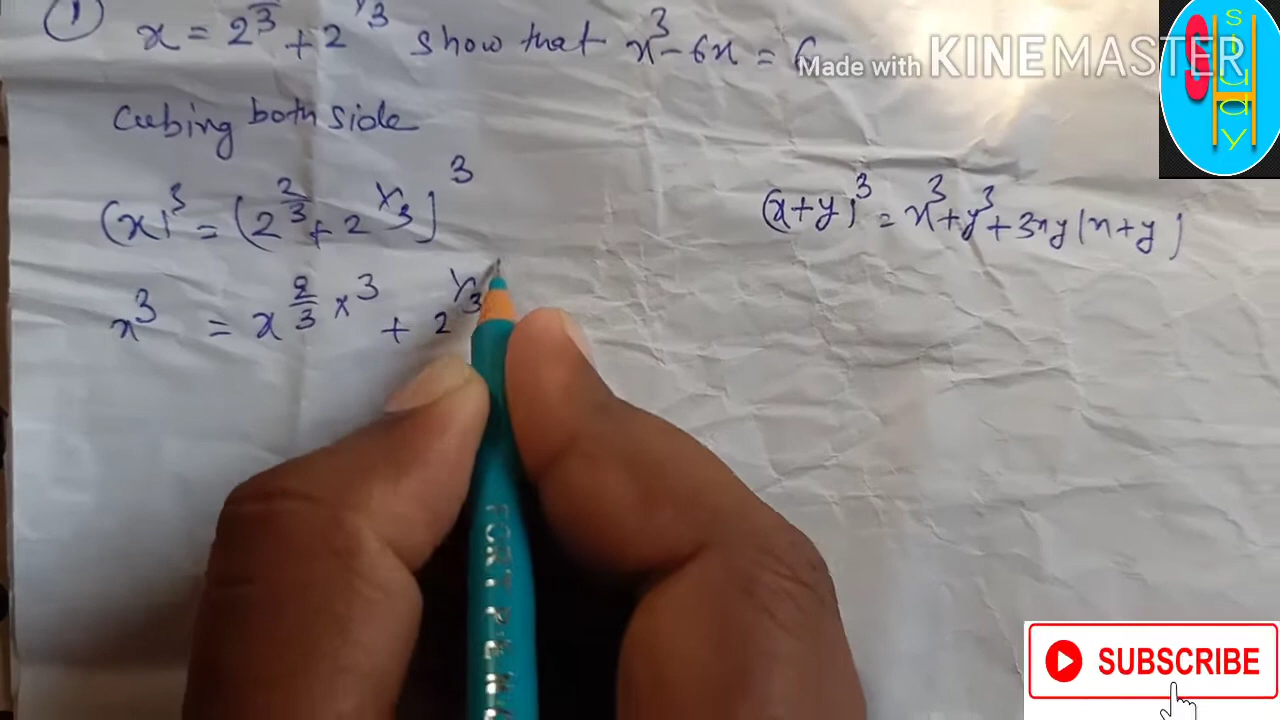 ① x = 2^2/3 + 2^1/3 show that x^3 - 6x = 6
Made with KINEMASTER
S STUDY
Cubing both side
(x)^3 = (2^2/3 + 2^1/3)^3
(x+y)^3 = x^3 + y^3 + 3xy(x+y)
x^3 = x^2/3 × 3 + 2^1/3
SUBSCRIBE